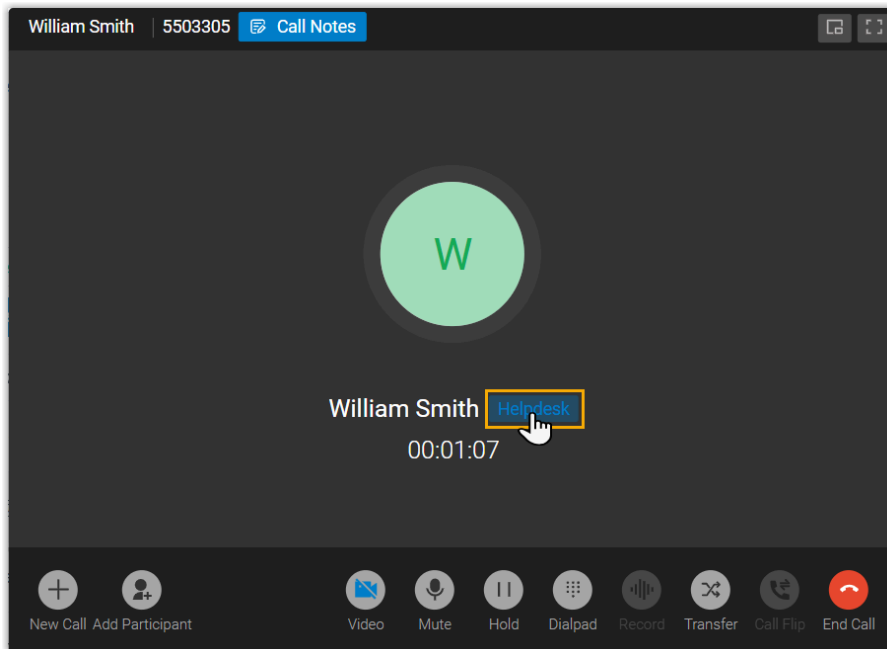 William Smith | 5503305 Call Notes
W
William Smith Helpdesk
00:01:07
New Call Add Participant Video Mute Hold Dialpad Record Transfer Call Flip End Call